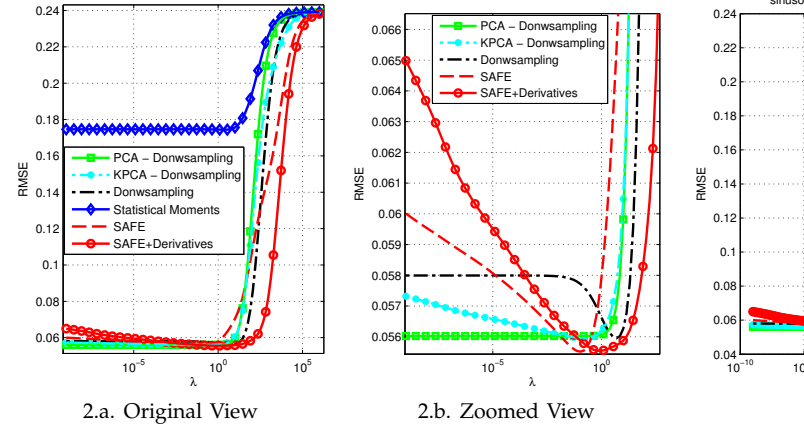 0.24
0.22
0.2
0.18
0.16
0.14
0.12
0.1
0.08
0.06
RMSE
PCA − Donwsampling
KPCA − Donwsampling
Donwsampling
Statistical Moments
SAFE
SAFE+Derivatives
10⁻⁵
10⁰
10⁵
λ
2.a. Original View
0.066
0.065
0.064
0.063
0.062
0.061
0.06
0.059
0.058
0.057
0.056
RMSE
PCA − Donwsampling
KPCA − Donwsampling
Donwsampling
SAFE
SAFE+Derivatives
10⁻⁵
10⁰
λ
2.b. Zoomed View
sinuso
0.24
0.22
0.2
0.18
0.16
0.14
0.12
0.1
0.08
0.06
0.04
RMSE
10⁻¹⁰